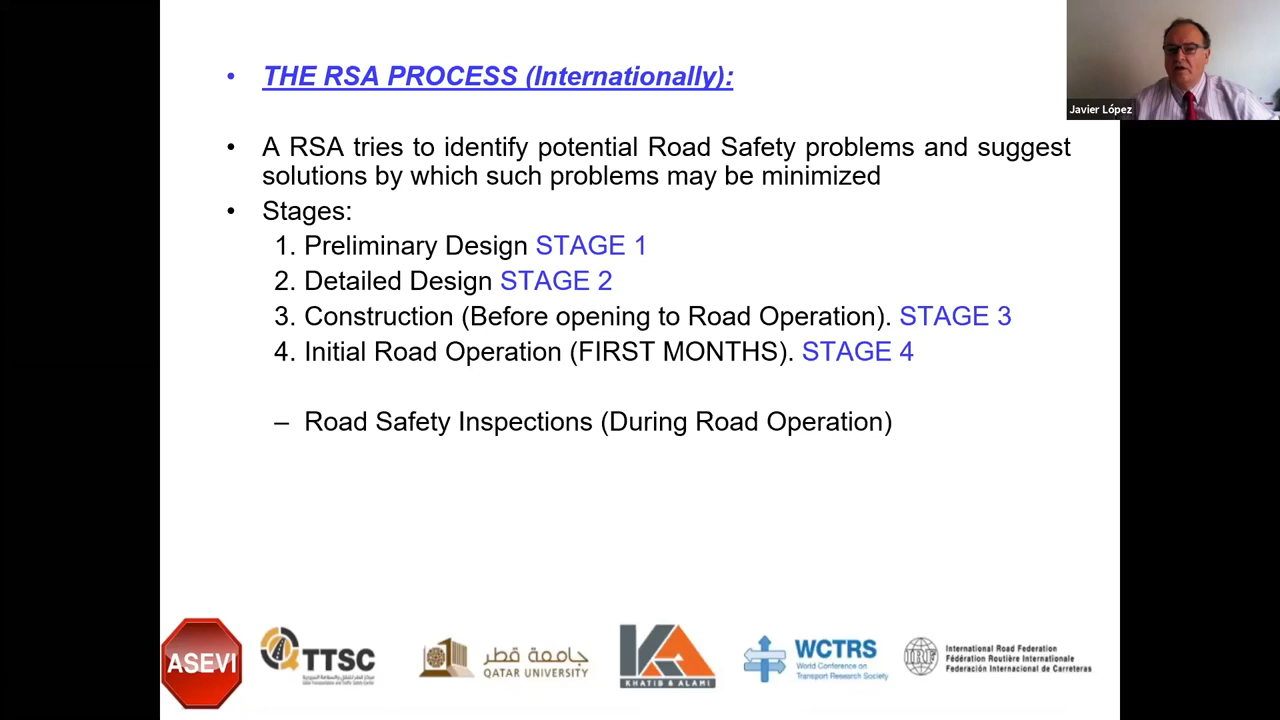 • THE RSA PROCESS (Internationally):
Javier López
• A RSA tries to identify potential Road Safety problems and suggest
solutions by which such problems may be minimized
• Stages:
1. Preliminary Design STAGE 1
2. Detailed Design STAGE 2
3. Construction (Before opening to Road Operation). STAGE 3
4. Initial Road Operation (FIRST MONTHS). STAGE 4
– Road Safety Inspections (During Road Operation)
ASEVI
TTSC
جامعة قطر
QATAR UNIVERSITY
KHATIB & ALAMI
WCTRS
World Conference on
Transport Research Society
IRF
International Road Federation
Fédération Routière Internationale
Federación Internacional de Carreteras